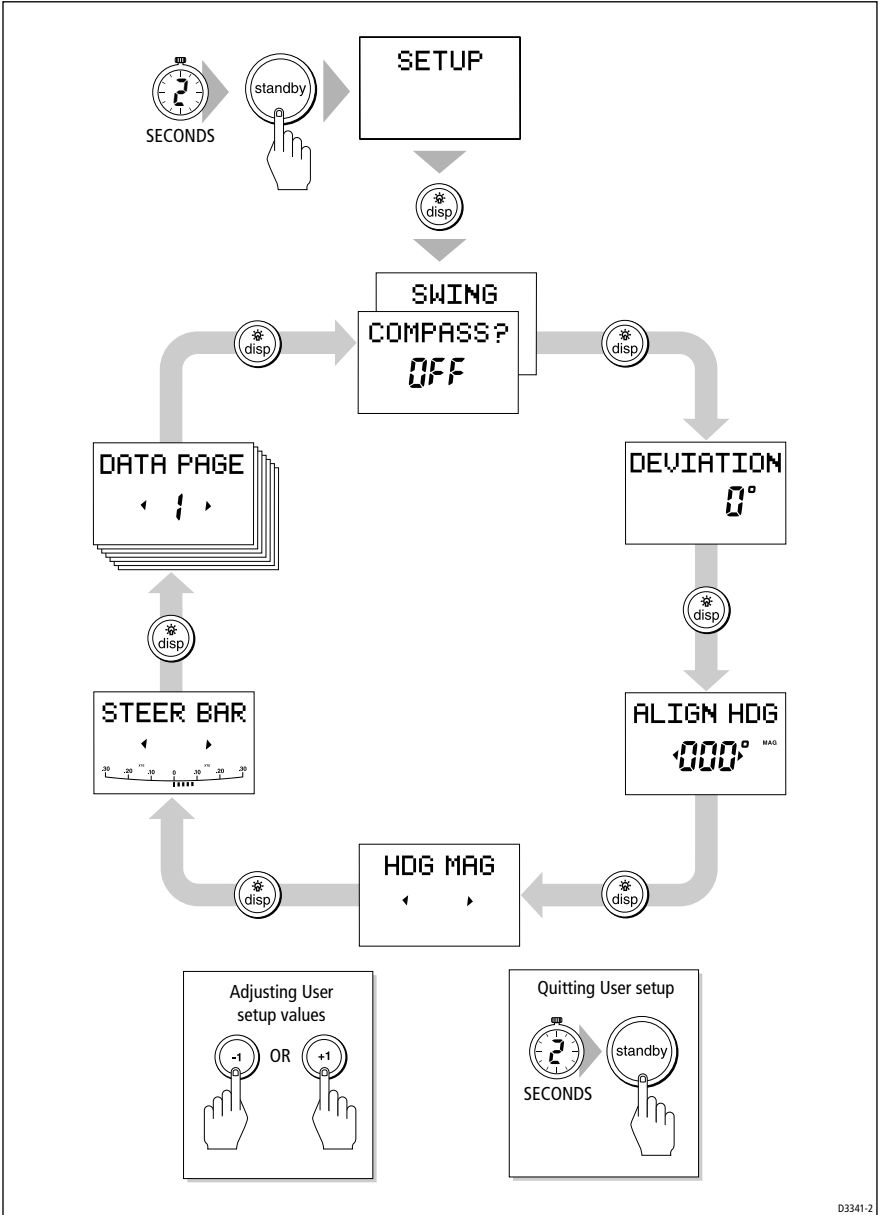 SETUP
2
standby
SECONDS
disp
SWING
COMPASS?
OFF
disp
disp
DATA PAGE
1
DEVIATION
0°
disp
disp
STEER BAR
.30 .20 XTE .10 0 .10 XTE .20 .30
ALIGN HDG
000° MAG
HDG MAG
disp
disp
Adjusting User
setup values
-1 OR +1
Quitting User setup
2
standby
SECONDS
D3341-2